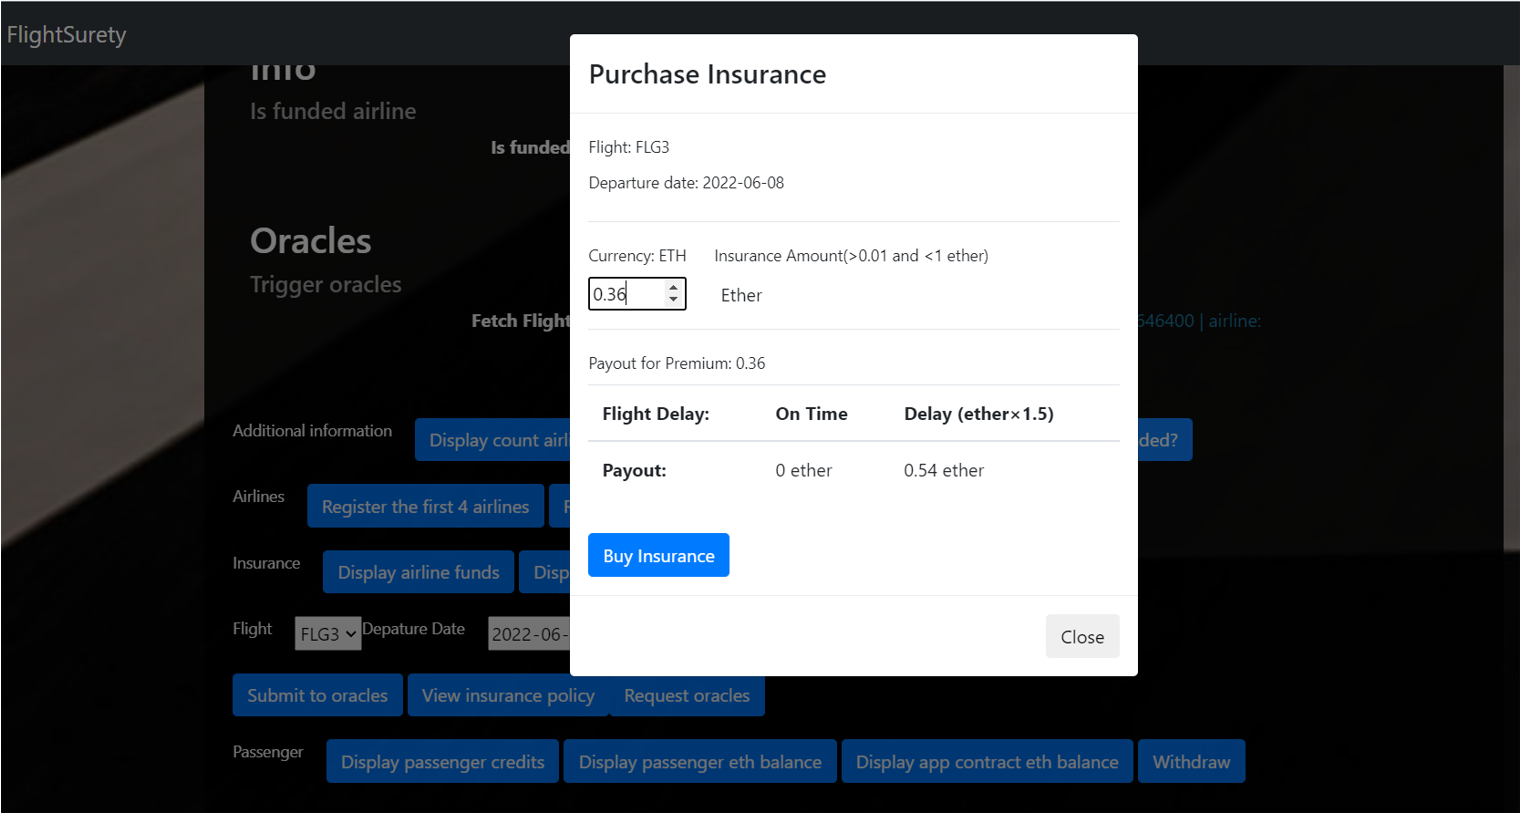 FlightSurety
Info
Is funded airline
Is funded
Oracles
Trigger oracles
Fetch Flight
646400 | airline:
Purchase Insurance
Flight: FLG3
Departure date: 2022-06-08
Currency: ETH Insurance Amount(>0.01 and <1 ether)
0.36 Ether
Payout for Premium: 0.36
Flight Delay: On Time Delay (ether×1.5)
Payout: 0 ether 0.54 ether
Buy Insurance
Close
Additional information Display count airl ded?
Airlines Register the first 4 airlines
Insurance Display airline funds Disp
Flight FLG3 Depature Date 2022-06-
Submit to oracles View insurance policy Request oracles
Passenger Display passenger credits Display passenger eth balance Display app contract eth balance Withdraw